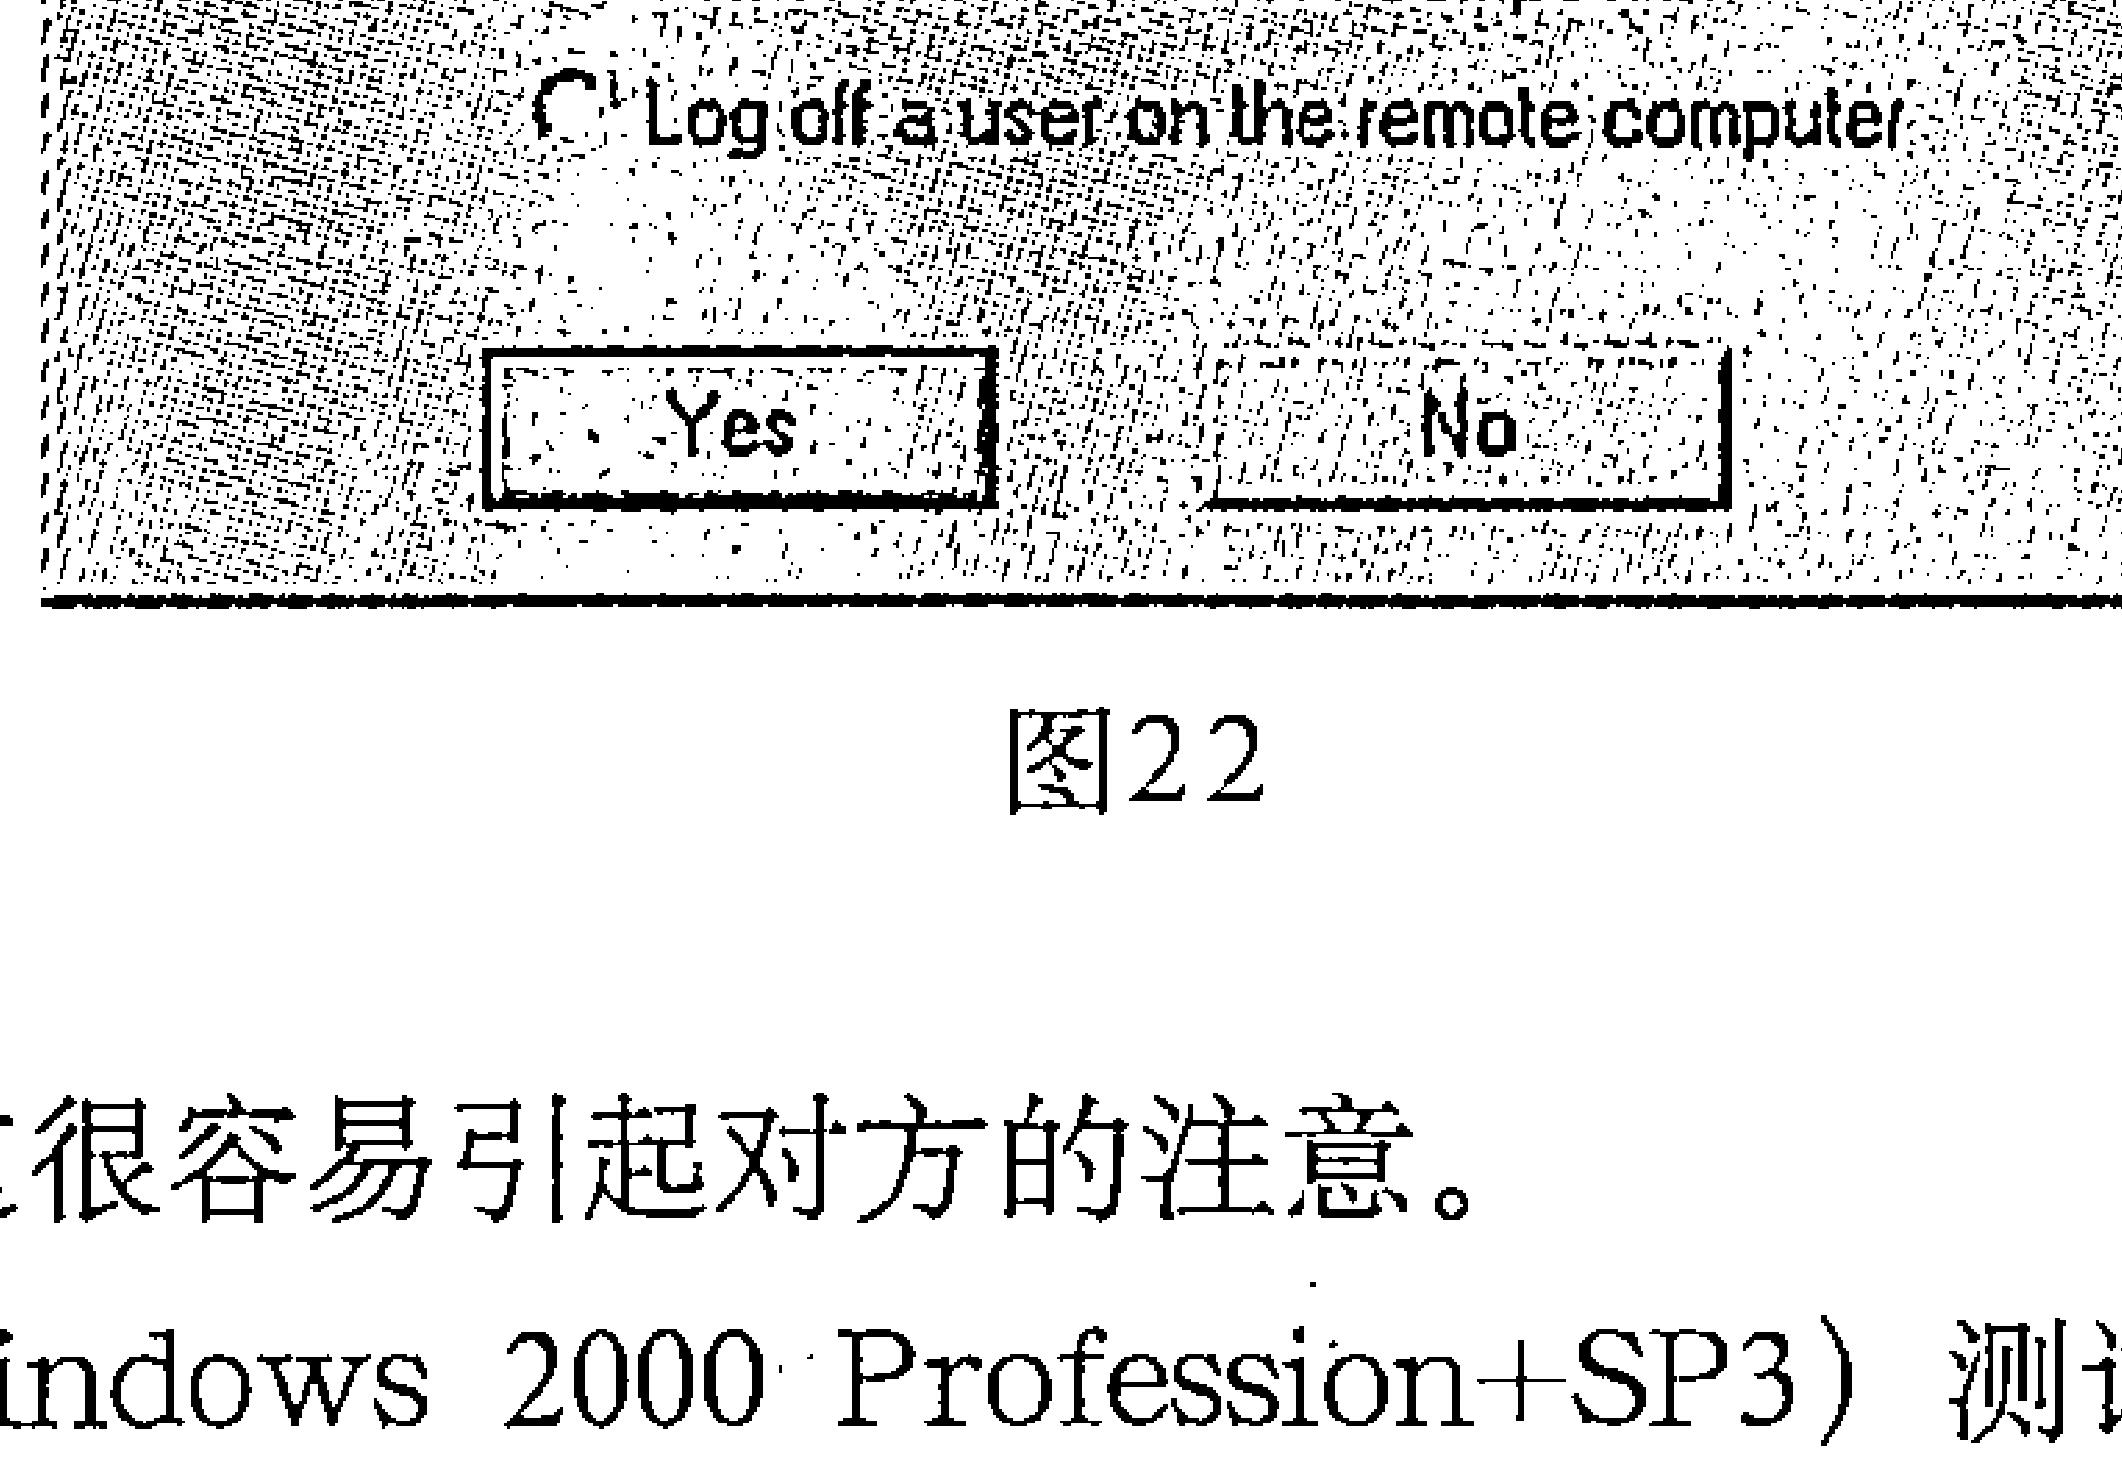 Log off a user on the remote computer
Yes No
图22
很容易引起对方的注意。
indows 2000 Profession+SP3) 测